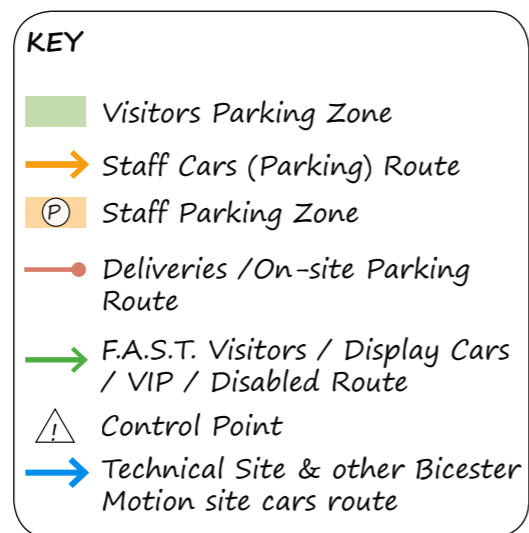 KEY
Visitors Parking Zone
Staff Cars (Parking) Route
P Staff Parking Zone
Deliveries /On-site Parking
Route
F.A.S.T. Visitors / Display Cars
/ VIP / Disabled Route
! Control Point
Technical Site & other Bicester
Motion site cars route